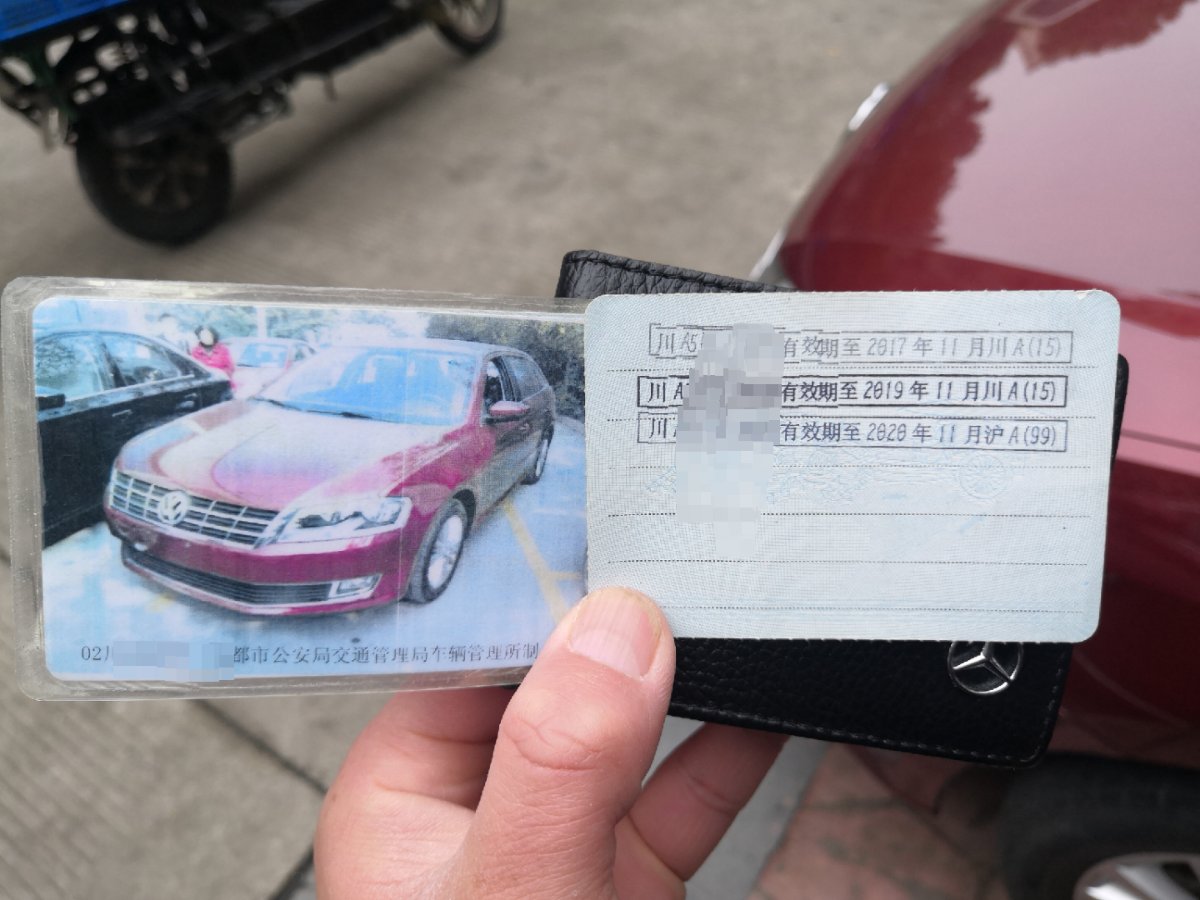 川 A5 有效期至 2017 年 11 月川 A(15)
川 A 有效期至 2019 年 11 月川 A(15)
川 有效期至 2020 年 11 月沪 A(99)
02 都市公安局交通管理局车辆管理所制